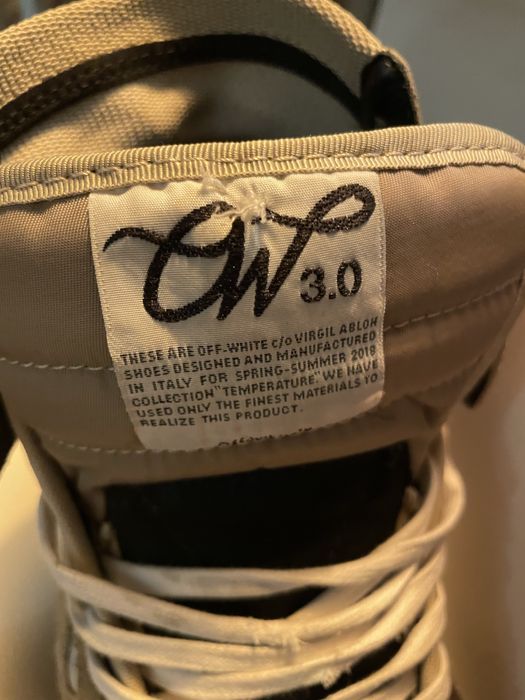 OW 3.0
THESE ARE OFF-WHITE c/o VIRGIL ABLOH
SHOES DESIGNED AND MANUFACTURED
IN ITALY FOR SPRING-SUMMER 2018
COLLECTION "TEMPERATURE." WE HAVE
USED ONLY THE FINEST MATERIALS TO
REALIZE THIS PRODUCT.